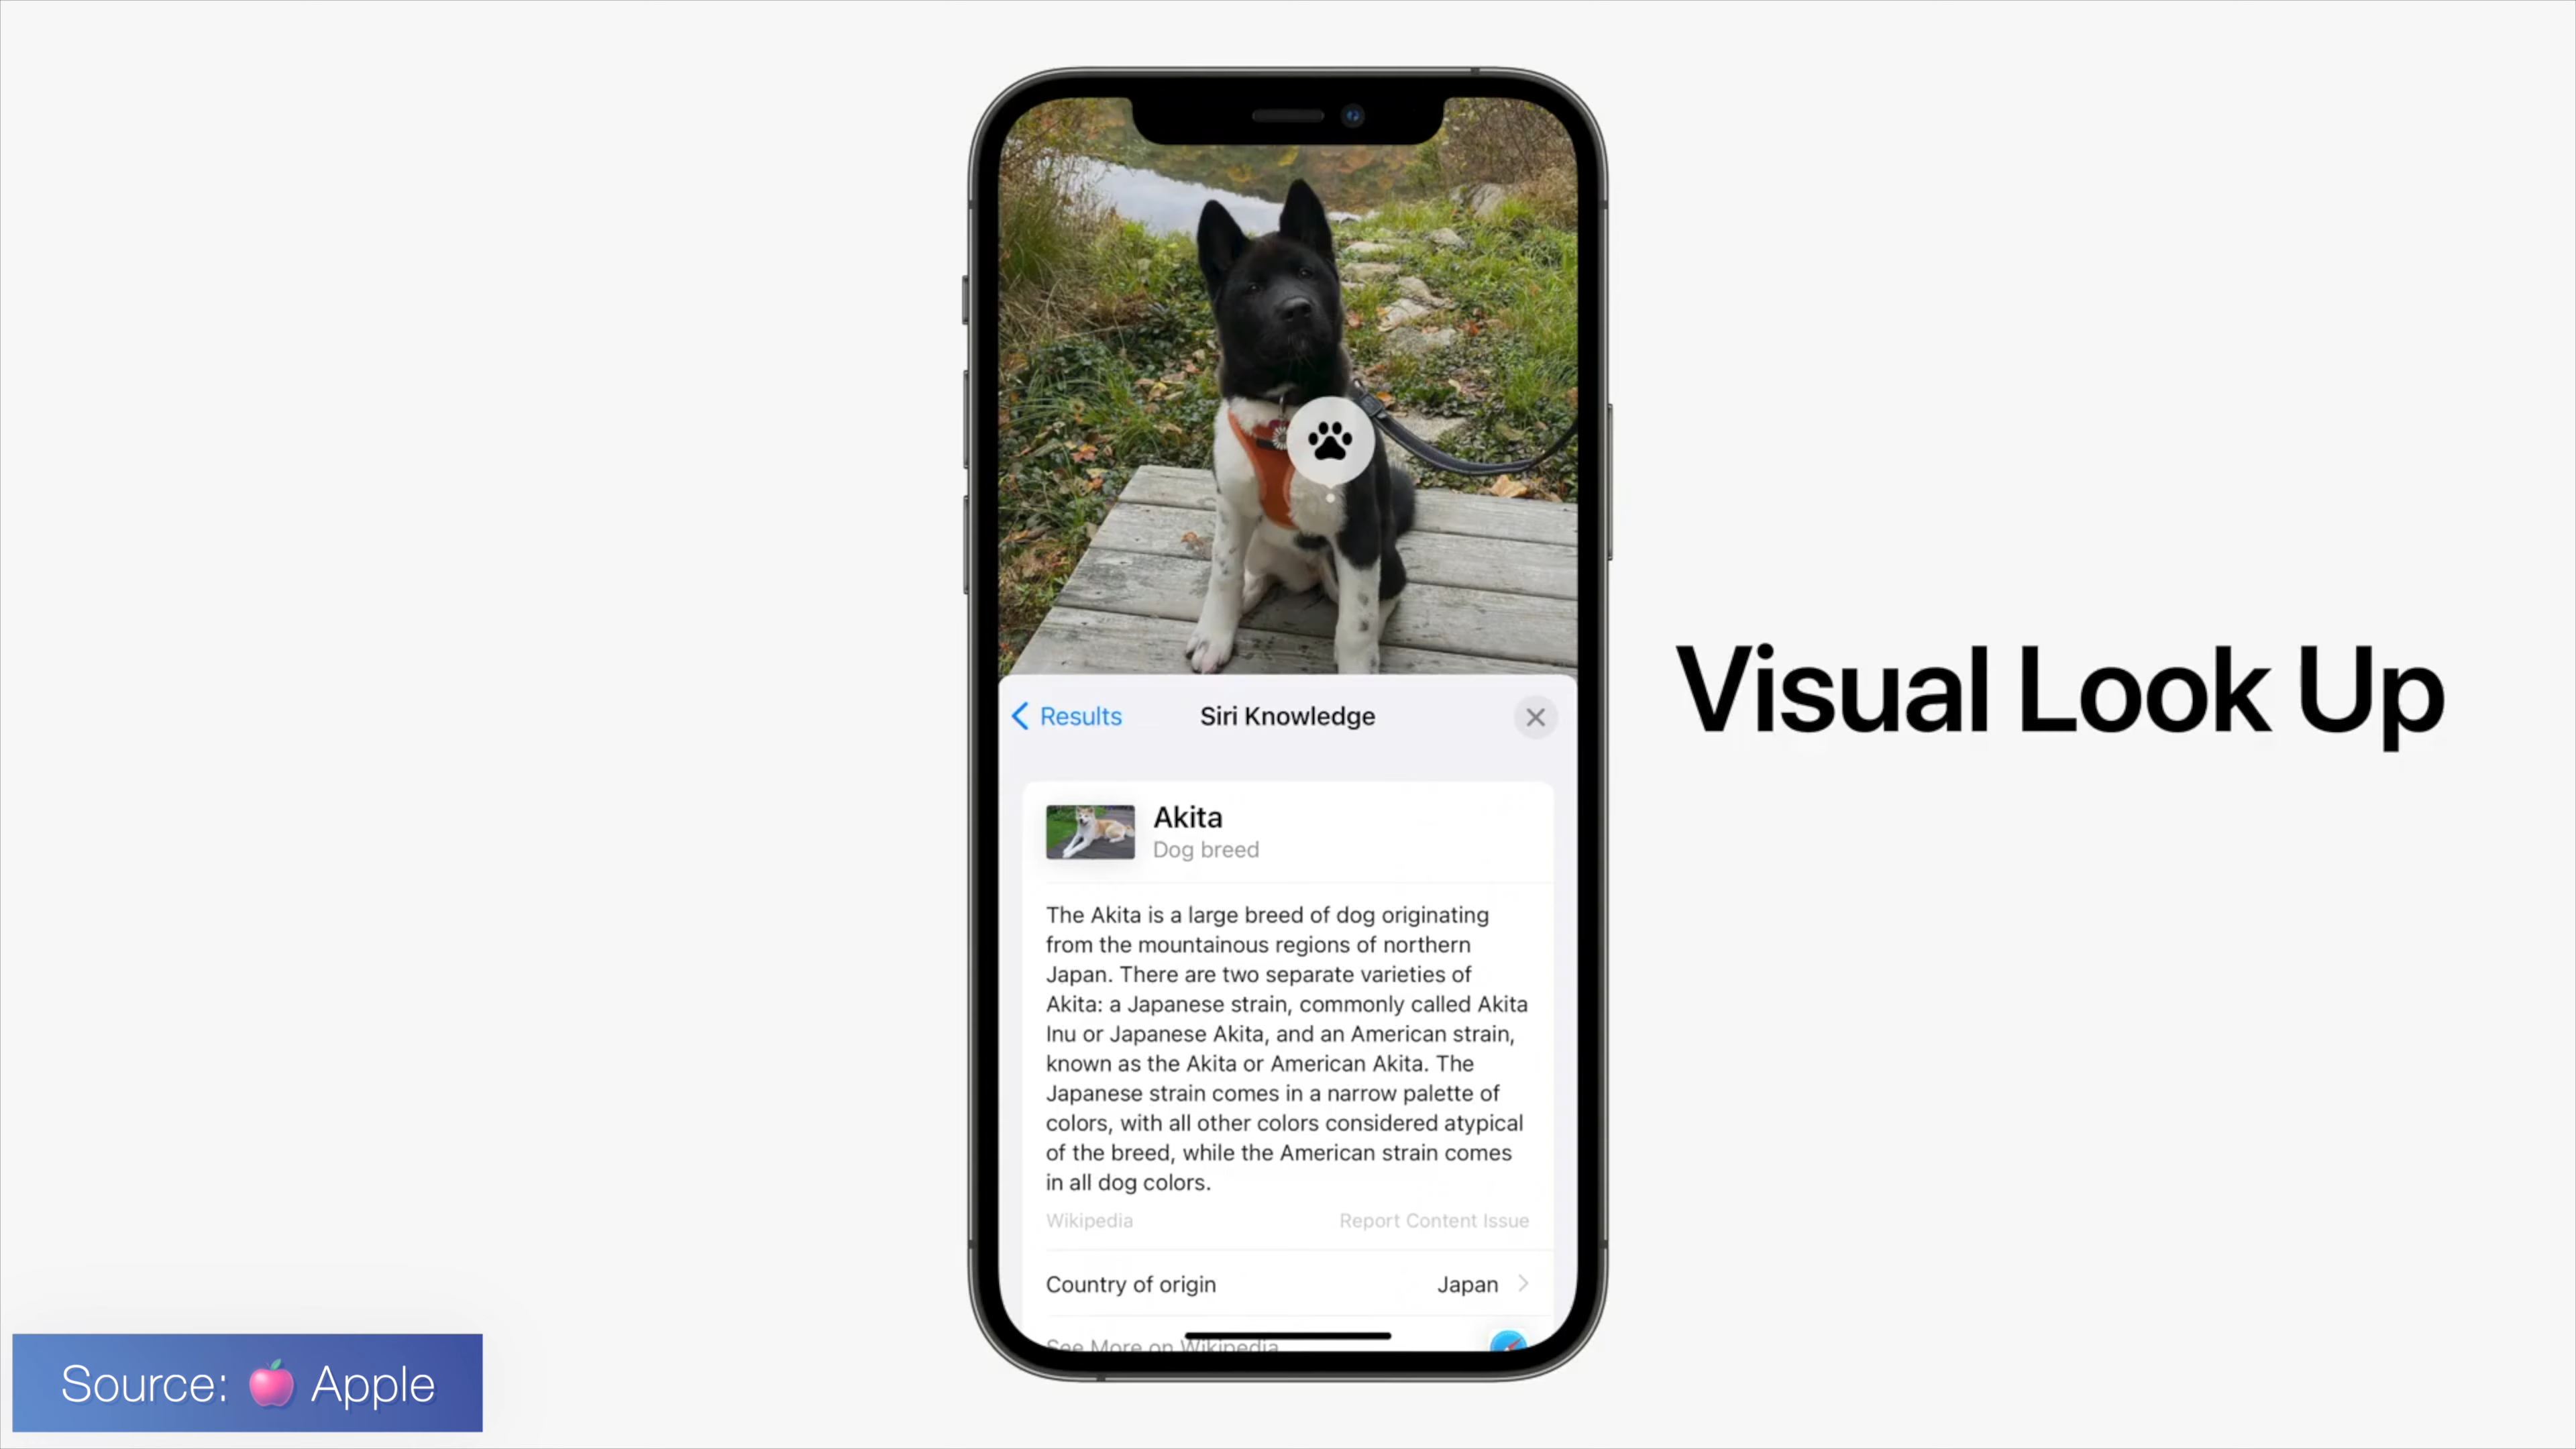 Results
Siri Knowledge
Akita
Dog breed
The Akita is a large breed of dog originating
from the mountainous regions of northern
Japan. There are two separate varieties of
Akita: a Japanese strain, commonly called Akita
Inu or Japanese Akita, and an American strain,
known as the Akita or American Akita. The
Japanese strain comes in a narrow palette of
colors, with all other colors considered atypical
of the breed, while the American strain comes
in all dog colors.
Wikipedia
Report Content Issue
Country of origin
Japan
See More on Wikipedia
Visual Look Up
Source: 🍎 Apple